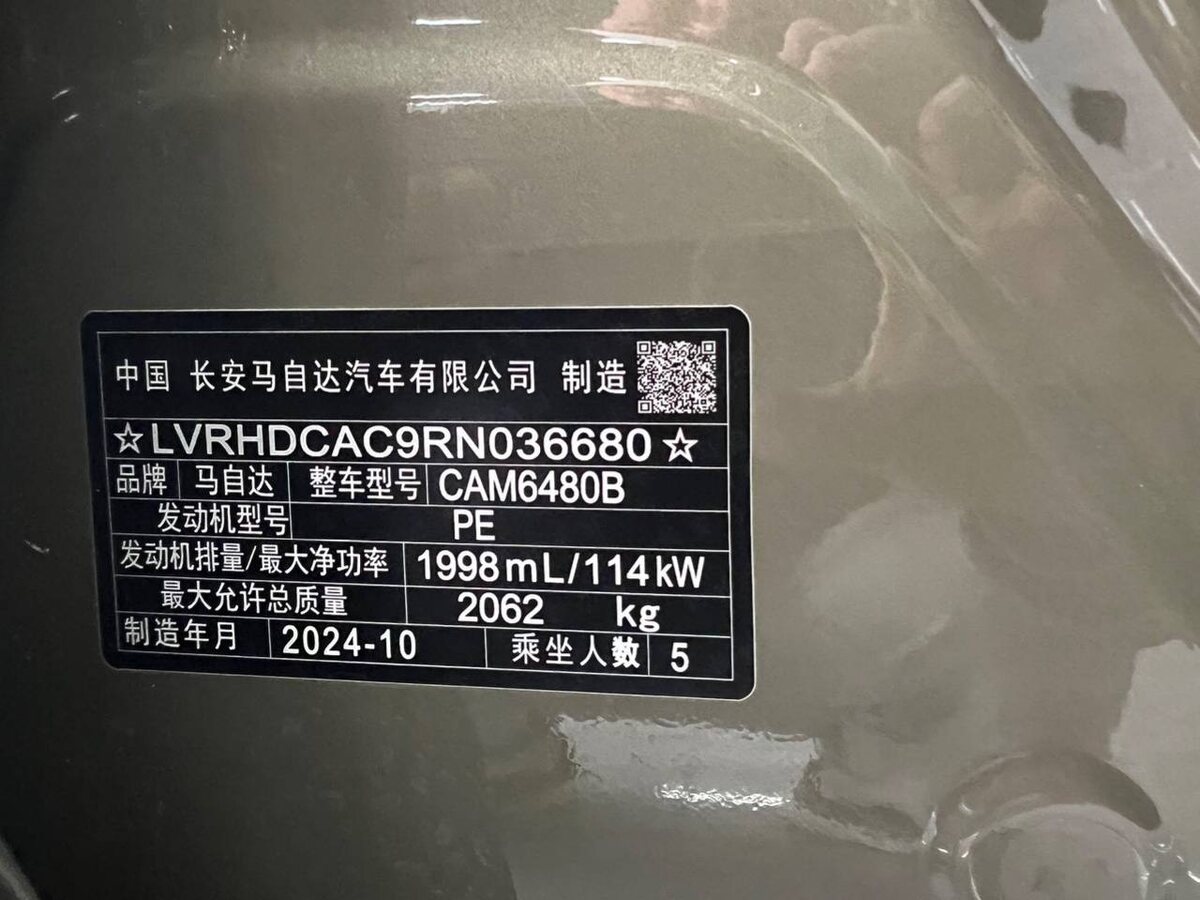 中国 长安马自达汽车有限公司 制造
☆LVRHDCAC9RN036680☆
品牌 马自达 整车型号 CAM6480B
发动机型号 PE
发动机排量/最大净功率 1998mL/114kW
最大允许总质量 2062 kg
制造年月 2024-10 乘坐人数 5